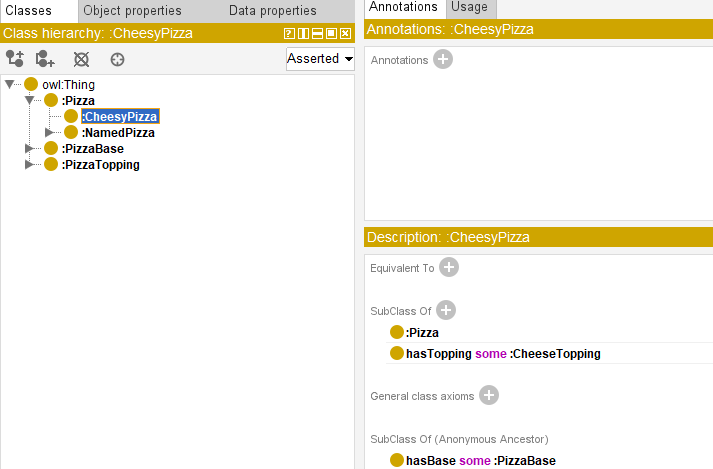 Classes
Object properties
Data properties
Class hierarchy: :CheesyPizza
Asserted
owl:Thing
:Pizza
:CheesyPizza
:NamedPizza
:PizzaBase
:PizzaTopping
Annotations
Usage
Annotations: :CheesyPizza
Annotations
Description: :CheesyPizza
Equivalent To
SubClass Of
:Pizza
hasTopping some :CheeseTopping
General class axioms
SubClass Of (Anonymous Ancestor)
hasBase some :PizzaBase